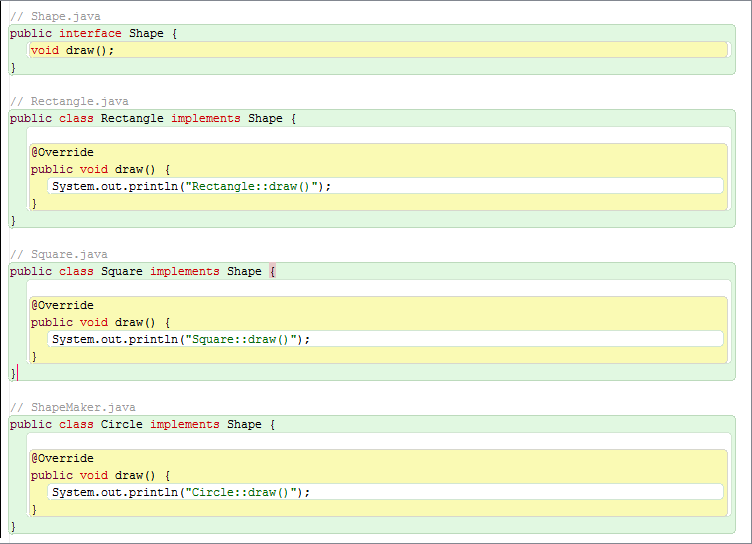 // Shape.java
public interface Shape {
void draw();
}
// Rectangle.java
public class Rectangle implements Shape {
@Override
public void draw() {
System.out.println("Rectangle::draw()");
}
}
// Square.java
public class Square implements Shape {
@Override
public void draw() {
System.out.println("Square::draw()");
}
}
// ShapeMaker.java
public class Circle implements Shape {
@Override
public void draw() {
System.out.println("Circle::draw()");
}
}